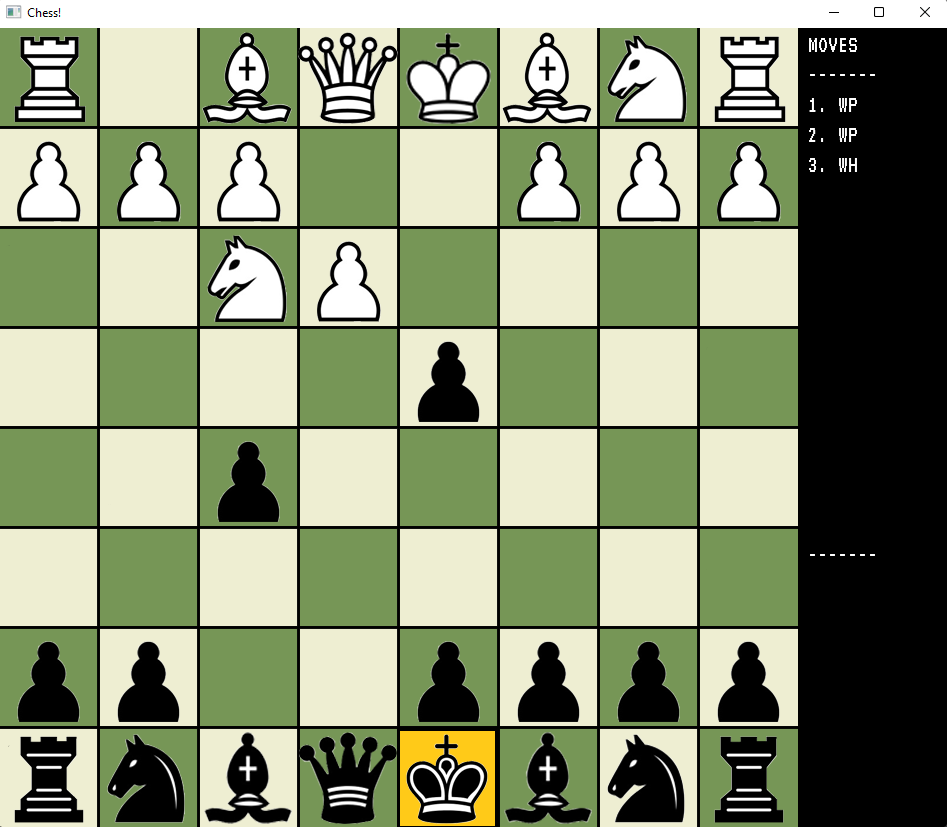 Chess!
MOVES
-------
1. WP
2. WP
3. WH
-------